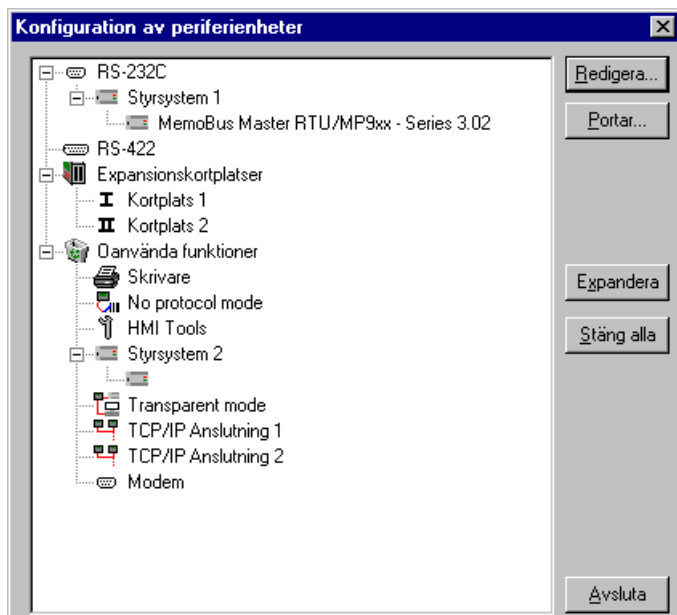 Konfiguration av periferienheter
RS-232C
Styrsystem 1
MemoBus Master RTU/MP9xx - Series 3.02
RS-422
Expansionskortplatser
I Kortplats 1
II Kortplats 2
Oanvända funktioner
Skrivare
No protocol mode
HMI Tools
Styrsystem 2
Transparent mode
TCP/IP Anslutning 1
TCP/IP Anslutning 2
Modem
Redigera...
Portar...
Expandera
Stäng alla
Avsluta